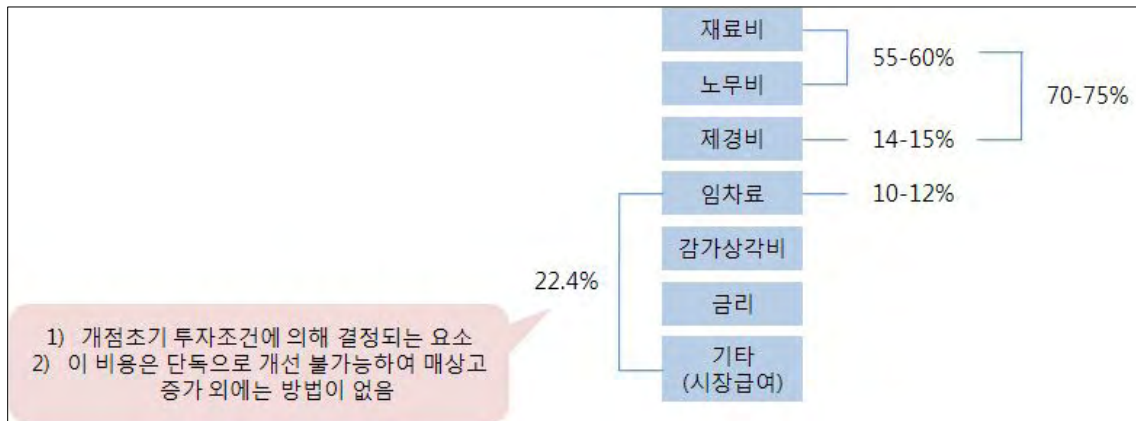 재료비
55-60%
노무비
70-75%
제경비
14-15%
임차료
10-12%
감가상각비
22.4%
금리
1) 개점초기 투자조건에 의해 결정되는 요소
2) 이 비용은 단독으로 개선 불가능하여 매상고
증가 외에는 방법이 없음
기타
(시장급여)